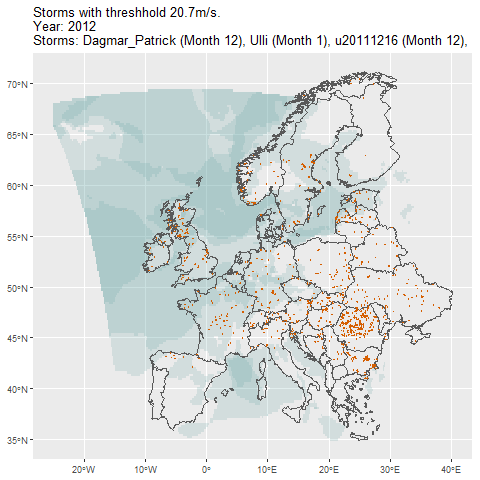 Storms with threshhold 20.7m/s.
Year: 2012
Storms: Dagmar_Patrick (Month 12), Ulli (Month 1), u20111216 (Month 12),
70°N
65°N
60°N
55°N
50°N
45°N
40°N
35°N
20°W
10°W
0°
10°E
20°E
30°E
40°E